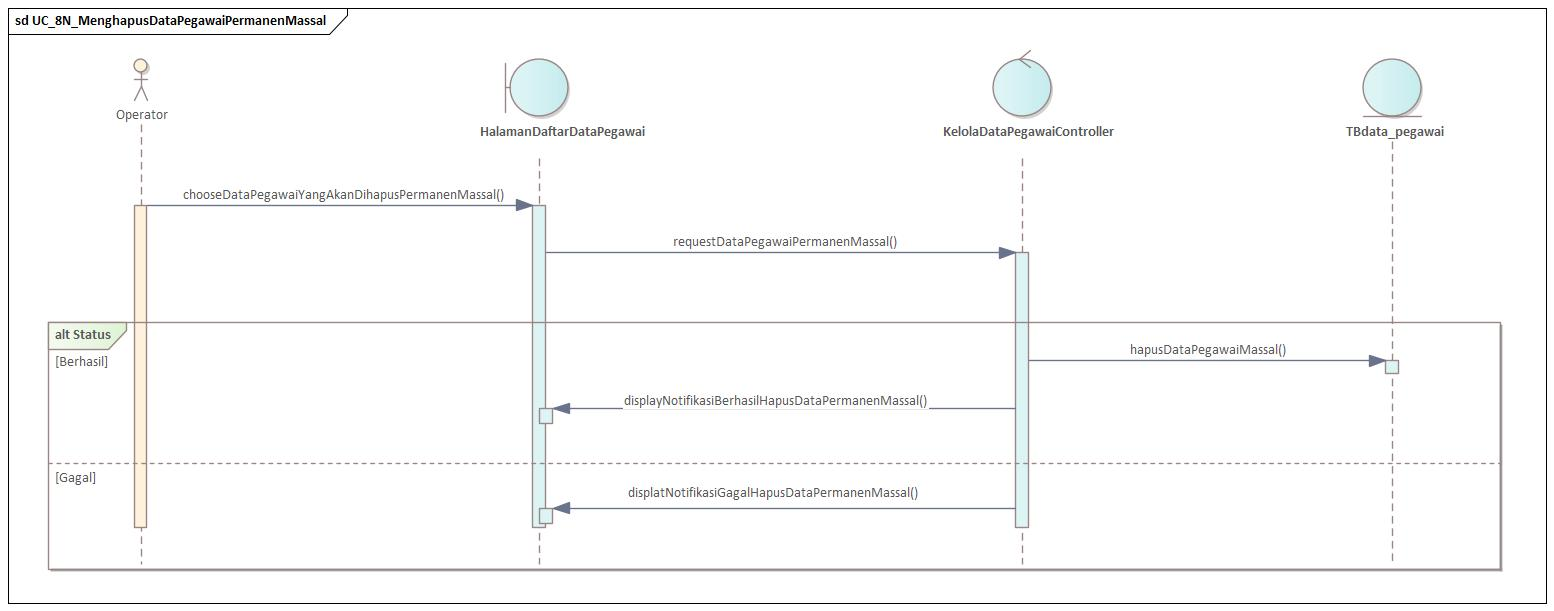 sd UC_8N_MenghapusDataPegawaiPermanenMassal
Operator
HalamanDaftarDataPegawai
KelolaDataPegawaiController
TBdata_pegawai
chooseDataPegawaiYangAkanDihapusPermanenMassal()
requestDataPegawaiPermanenMassal()
alt Status
[Berhasil]
hapusDataPegawaiMassal()
displayNotifikasiBerhasilHapusDataPermanenMassal()
[Gagal]
displatNotifikasiGagalHapusDataPermanenMassal()